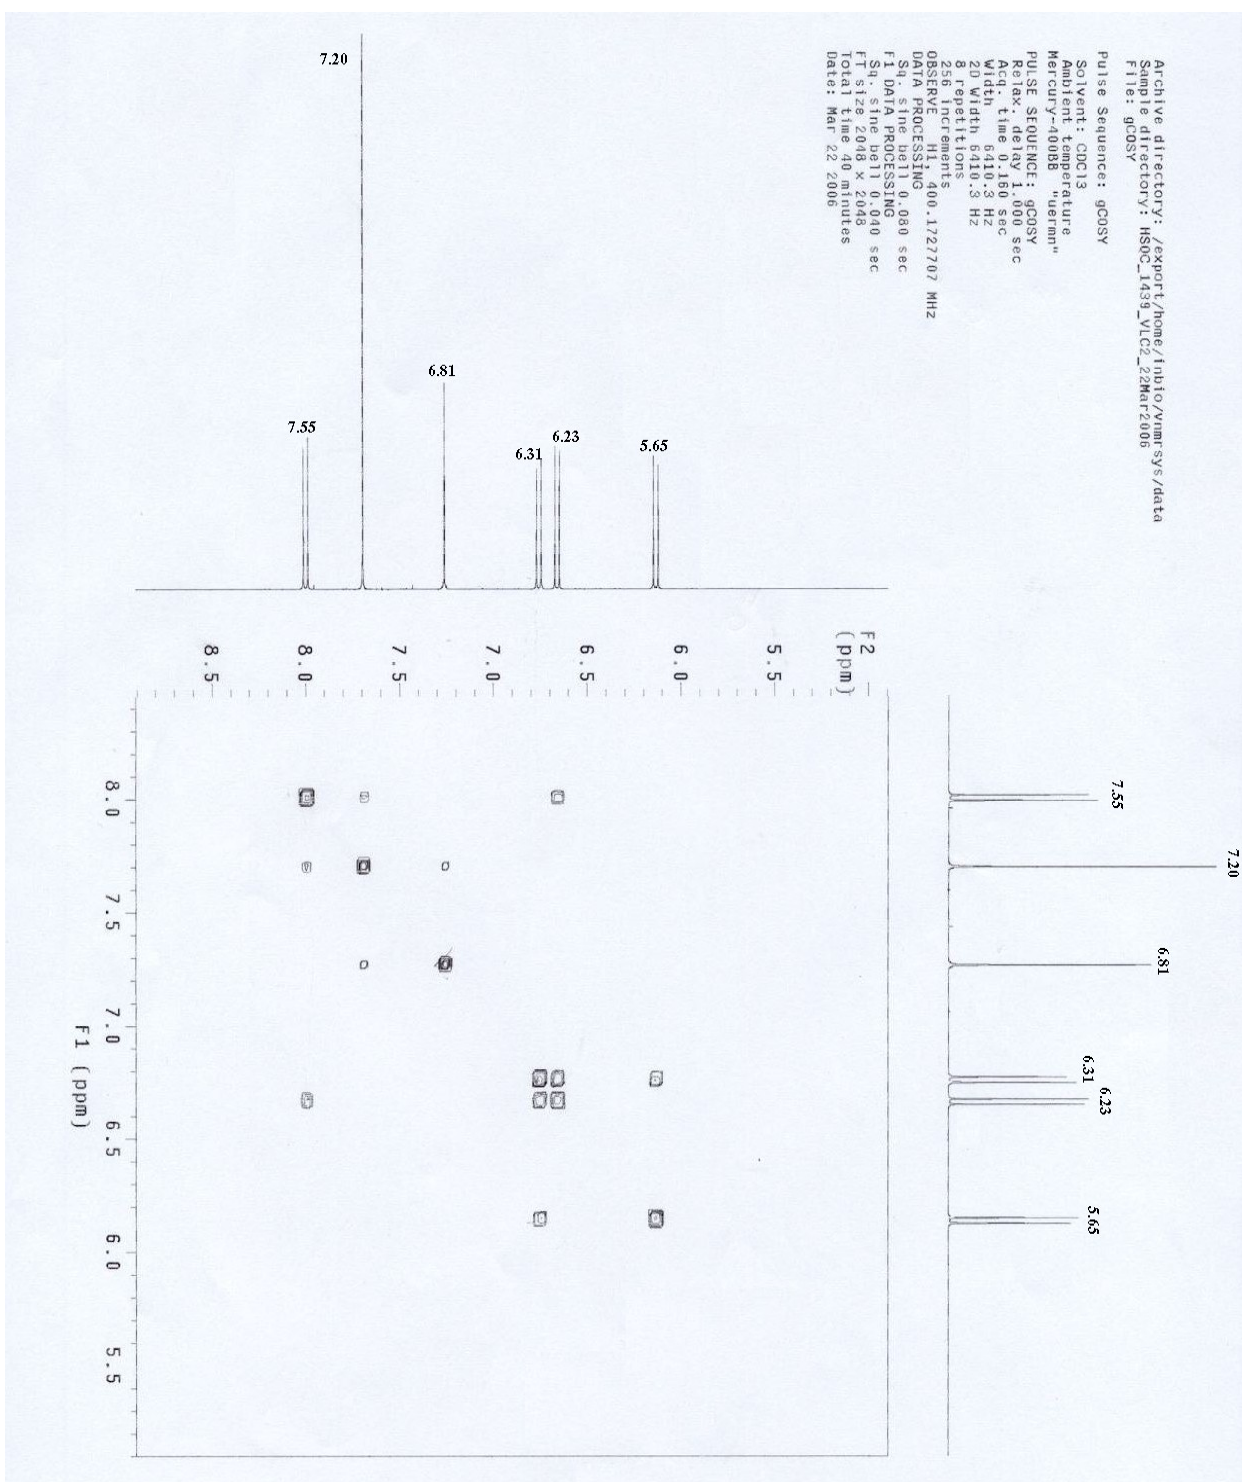 Archive directory: /export/home/inbio/vnmrsys/data
Sample directory: HSQC_1439_VLC2_22Mar2006
File: gCOSY
Pulse Sequence: gCOSY
Solvent: CDCl3
Ambient temperature
Mercury-400BB "uermn"
PULSE SEQUENCE: gCOSY
Relax. delay 1.000 sec
Acq. time 0.160 sec
Width 6410.3 Hz
2D Width 6410.3 Hz
8 repetitions
256 increments
OBSERVE H1, 400.1727707 MHz
DATA PROCESSING
Sq. sine bell 0.080 sec
F1 DATA PROCESSING
Sq. sine bell 0.040 sec
FT size 2048 x 2048
Total time 40 minutes
Date: Mar 22 2006
7.20
6.81
7.55
6.31
6.23
5.65
F2
(ppm)
5.5
6.0
6.5
7.0
7.5
8.0
8.5
7.55
7.20
6.81
6.31
6.23
5.65
8.0
7.5
7.0
6.5
6.0
5.5
F1 (ppm)